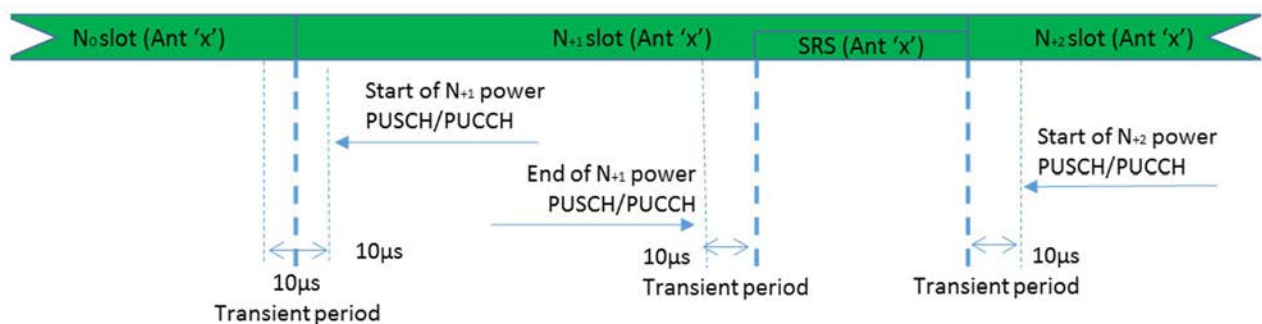 N₀ slot (Ant ‘x’)
N₊₁ slot (Ant ‘x’)
SRS (Ant ‘x’)
N₊₂ slot (Ant ‘x’)
Start of N₊₁ power
PUSCH/PUCCH
End of N₊₁ power
PUSCH/PUCCH
Start of N₊₂ power
PUSCH/PUCCH
10µs
10µs
Transient period
10µs
Transient period
10µs
Transient period